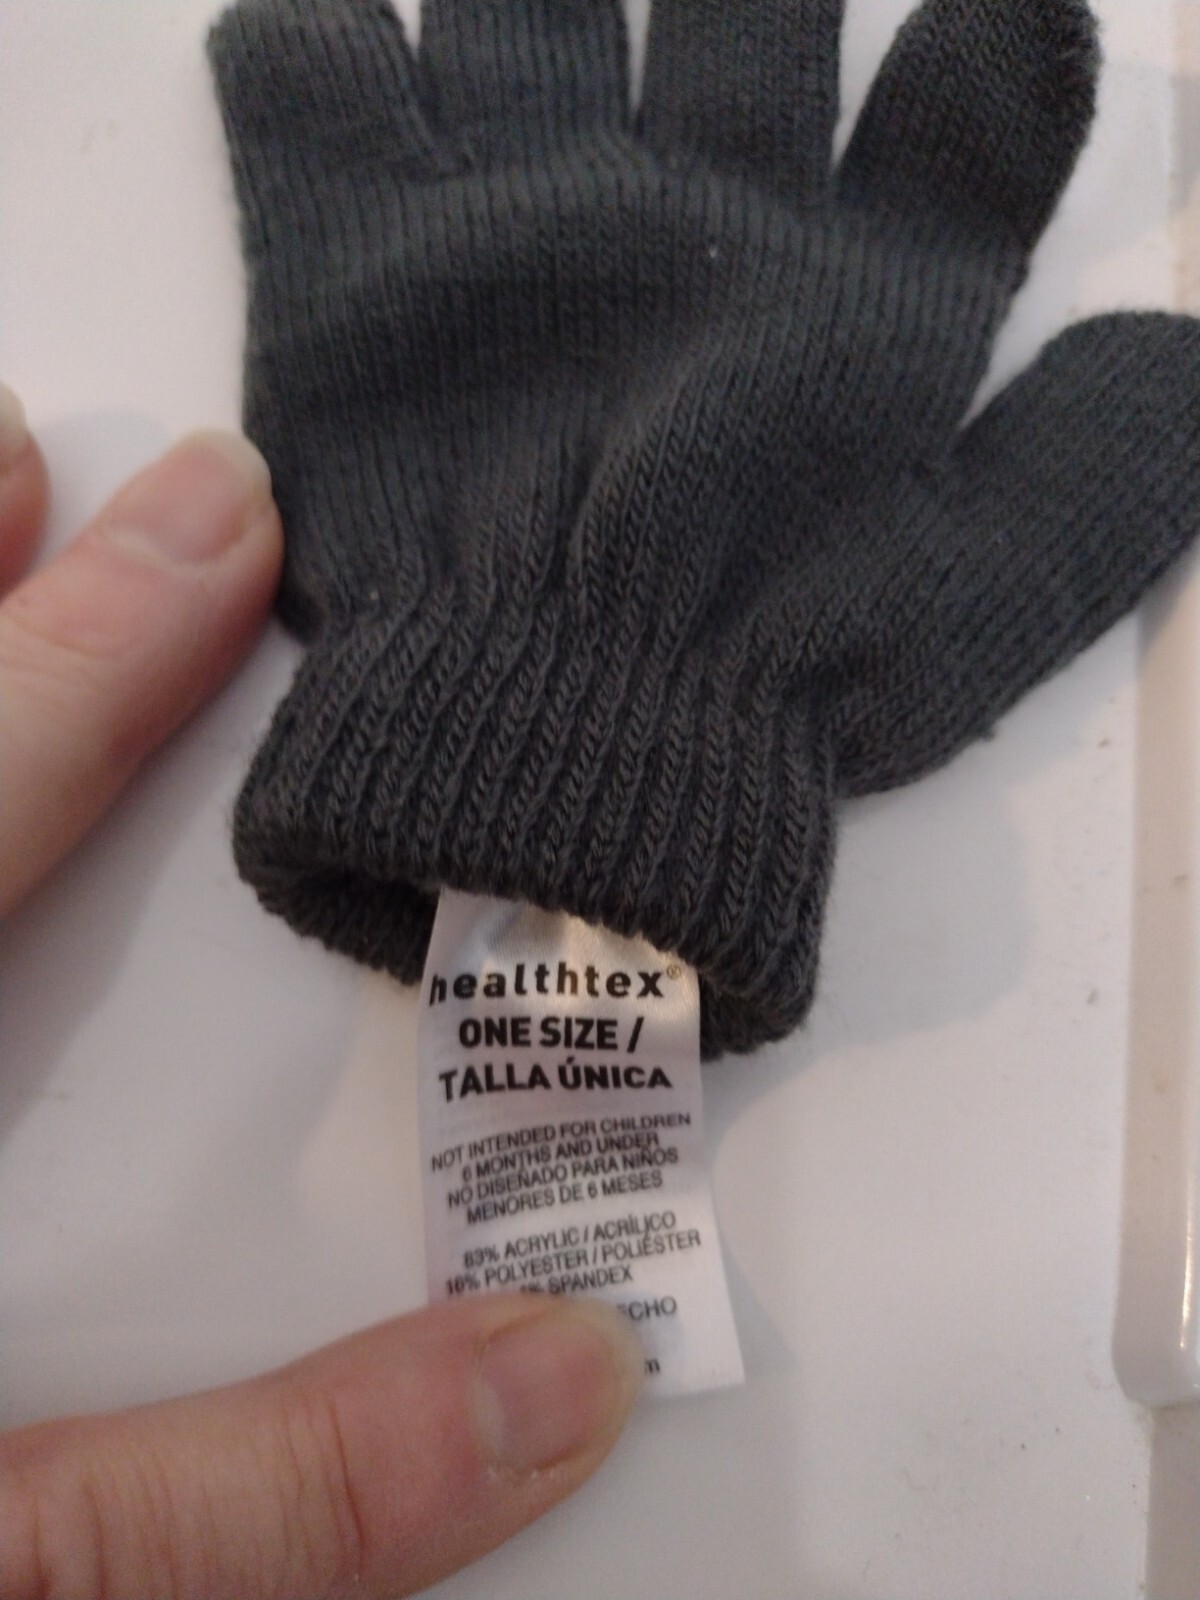 healthtex®
ONE SIZE /
TALLA ÚNICA
NOT INTENDED FOR CHILDREN
6 MONTHS AND UNDER
NO DISEÑADO PARA NIÑOS
MENORES DE 6 MESES
83% ACRYLIC / ACRÍLICO
16% POLYESTER / POLIÉSTER
SPANDEX